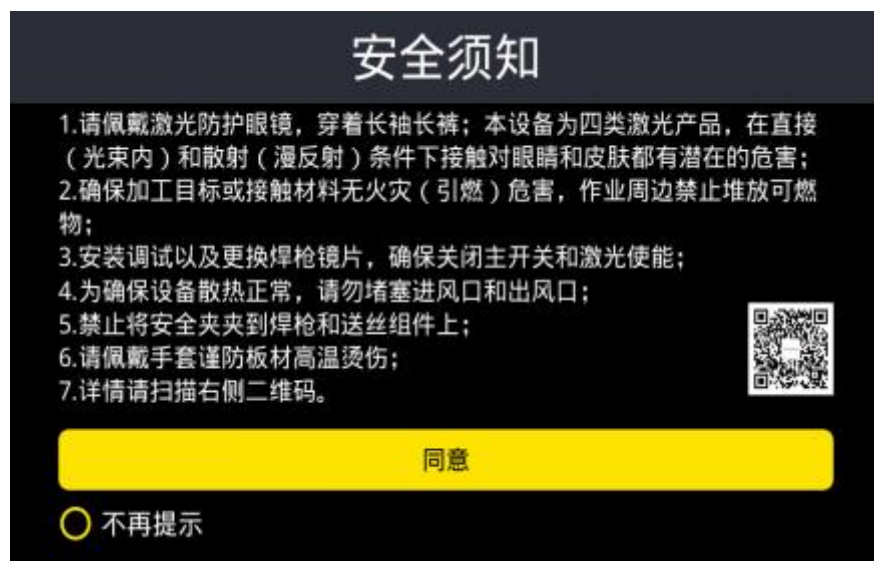 安全须知
1.请佩戴激光防护眼镜，穿着长袖长裤；本设备为四类激光产品，在直接
（光束内）和散射（漫反射）条件下接触对眼睛和皮肤都有潜在的危害；
2.确保加工目标或接触材料无火灾（引燃）危害，作业周边禁止堆放可燃
物；
3.安装调试以及更换焊枪镜片，确保关闭主开关和激光使能；
4.为确保设备散热正常，请勿堵塞进风口和出风口；
5.禁止将安全夹夹到焊枪和送丝组件上；
6.请佩戴手套谨防板材高温烫伤；
7.详情请扫描右侧二维码。
同意
不再提示